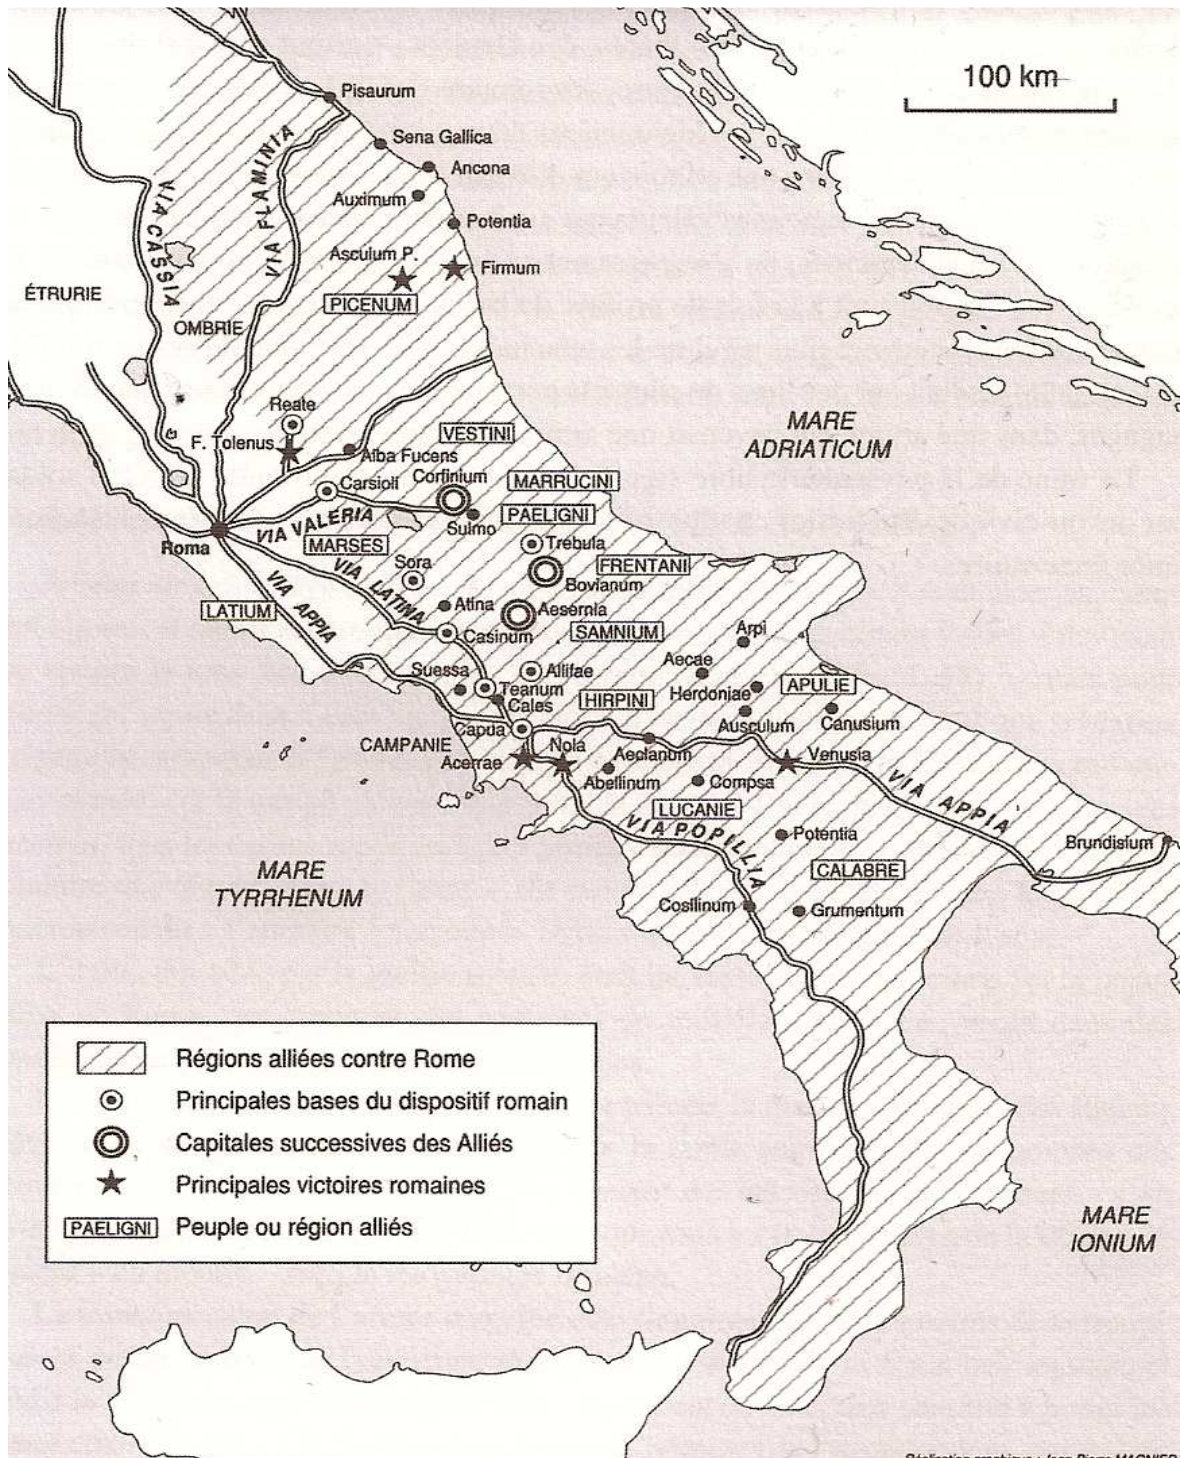 100 km
Pisaurum
Sena Gallica
Ancona
Auximum
Potentia
VIA FLAMINIA
VIA CASSIA
Asculum P.
Firmum
ÉTRURIE
PICENUM
OMBRIE
MARE
ADRIATICUM
Reate
F. Tolenus
VESTINI
Alba Fucens
Corfinium
Carsioli
MARRUCINI
PAELIGNI
Sulmo
VIA VALERIA
Roma
MARSES
Trebula
Sora
FRENTANI
VIA LATINA
Bovianum
LATIUM
VIA APPIA
Atina
Aesernia
Casinum
SAMNIUM
Arpi
Suessa
Allifae
Aecae
Teanum
Herdoniae
APULIE
Cales
HIRPINI
Ausculum
Canusium
Capua
CAMPANIE
Nola
Aeclanum
Venusia
Acerrae
Abellinum
Compsa
VIA APPIA
LUCANIE
VIA POPILLIA
Potentia
Brundisium
MARE
TYRRHENUM
CALABRE
Cosilinum
Grumentum
Régions alliées contre Rome
Principales bases du dispositif romain
Capitales successives des Alliés
Principales victoires romaines
PAELIGNI
Peuple ou région alliés
MARE
IONIUM
Réalisation graphique : Jean-Pierre MAGNIER